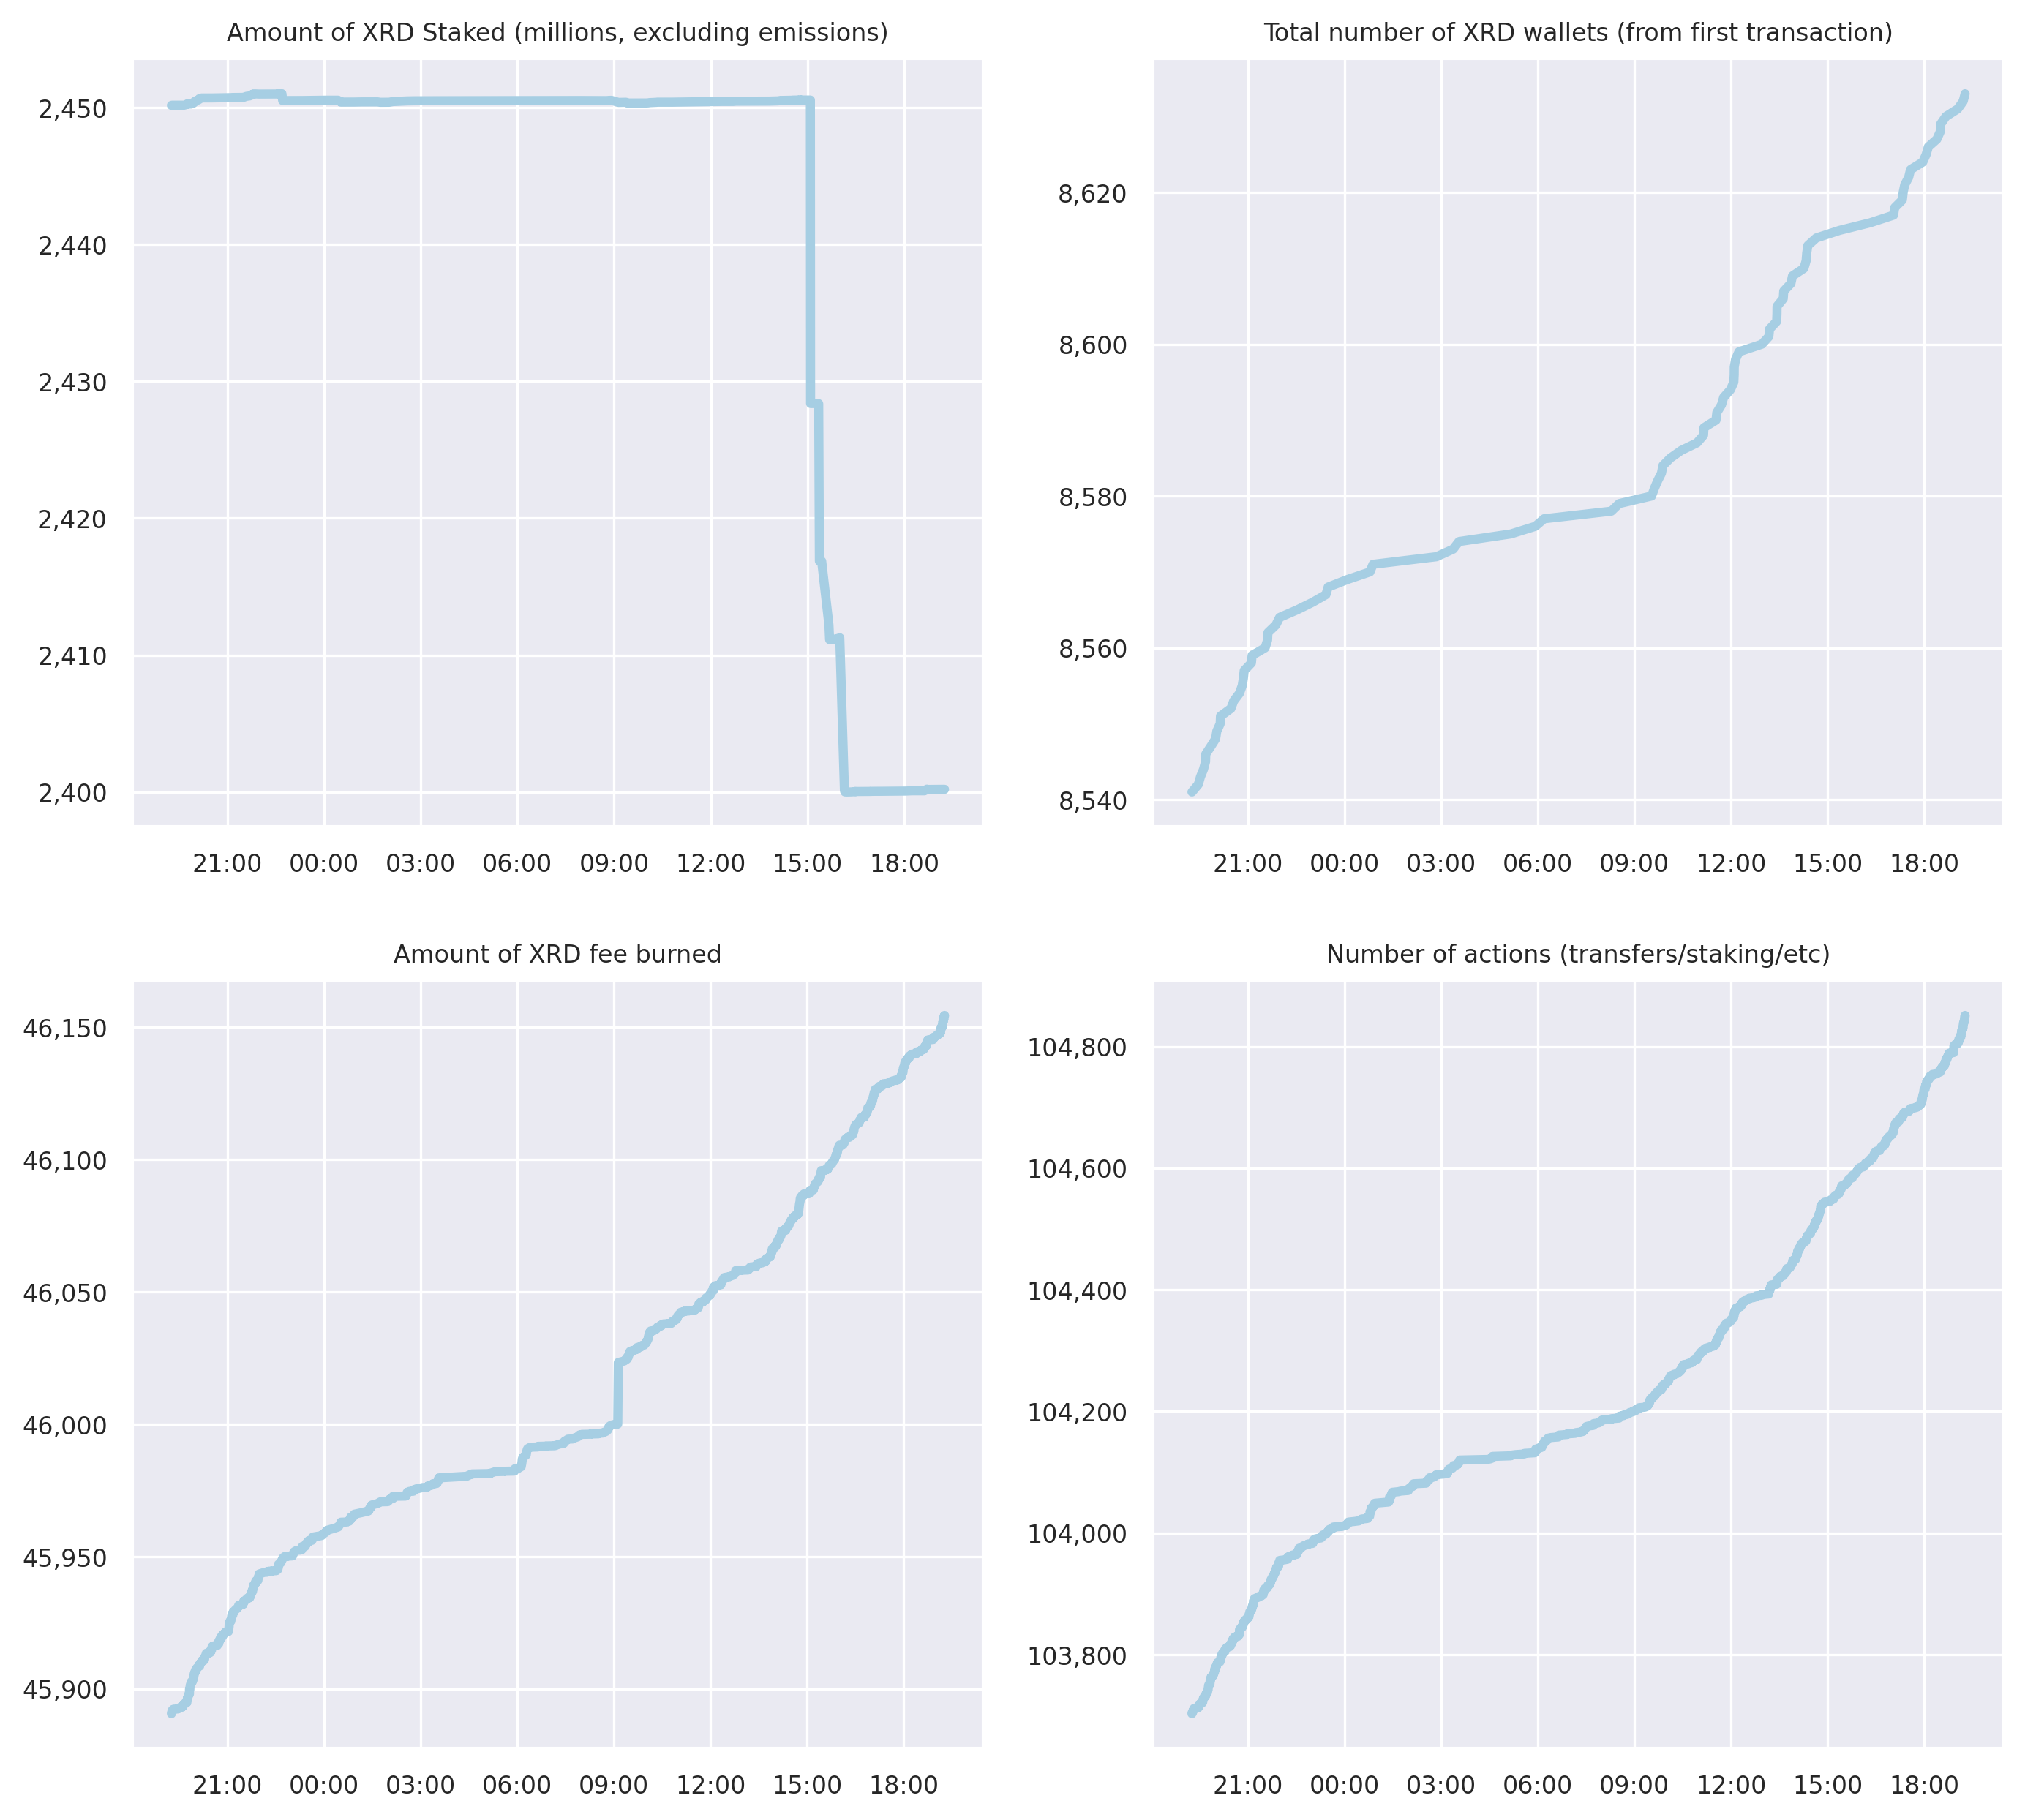 Amount of XRD Staked (millions, excluding emissions)
2,450
2,440
2,430
2,420
2,410
2,400
21:00 00:00 03:00 06:00 09:00 12:00 15:00 18:00
Total number of XRD wallets (from first transaction)
8,620
8,600
8,580
8,560
8,540
21:00 00:00 03:00 06:00 09:00 12:00 15:00 18:00
Amount of XRD fee burned
46,150
46,100
46,050
46,000
45,950
45,900
21:00 00:00 03:00 06:00 09:00 12:00 15:00 18:00
Number of actions (transfers/staking/etc)
104,800
104,600
104,400
104,200
104,000
103,800
21:00 00:00 03:00 06:00 09:00 12:00 15:00 18:00